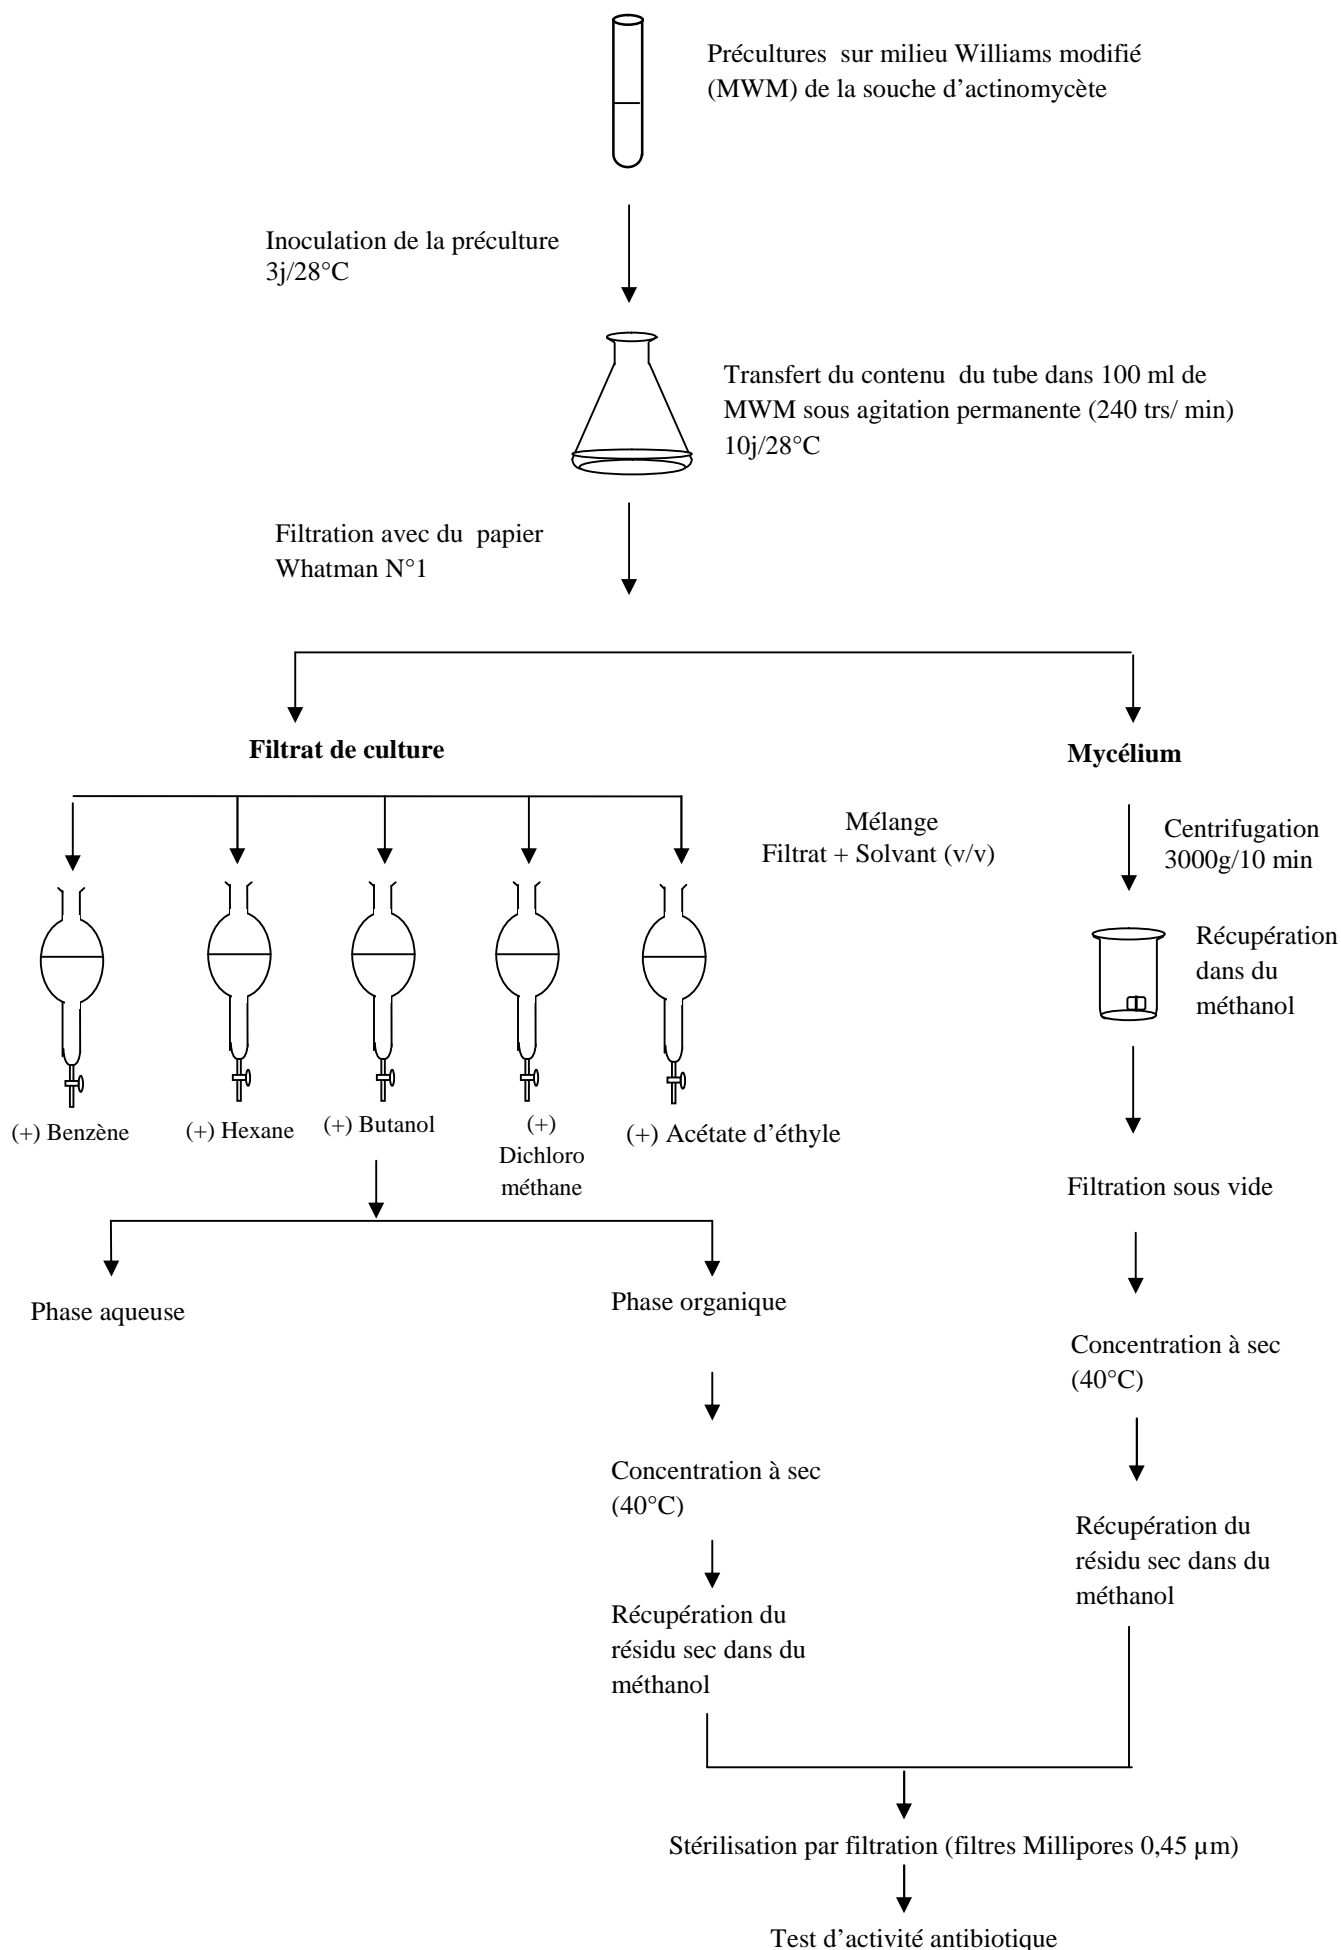 Précultures sur milieu Williams modifié
(MWM) de la souche d’actinomycète
Inoculation de la préculture
3j/28°C
Transfert du contenu du tube dans 100 ml de
MWM sous agitation permanente (240 trs/ min)
10j/28°C
Filtration avec du papier
Whatman N°1
Filtrat de culture
Mycélium
Mélange
Filtrat + Solvant (v/v)
Centrifugation
3000g/10 min
Récupération
dans du
méthanol
(+) Benzène
(+) Hexane
(+) Butanol
(+)
Dichloro
méthane
(+) Acétate d’éthyle
Filtration sous vide
Phase aqueuse
Phase organique
Concentration à sec
(40°C)
Concentration à sec
(40°C)
Récupération du
résidu sec dans du
méthanol
Récupération du
résidu sec dans du
méthanol
Stérilisation par filtration (filtres Millipores 0,45 µm)
Test d’activité antibiotique